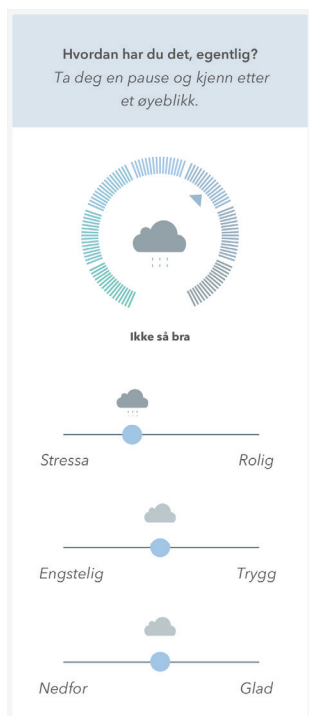 Hvordan har du det, egentlig?
Ta deg en pause og kjenn etter
et øyeblikk.
Ikke så bra
Stressa Rolig
Engstelig Trygg
Nedfor Glad